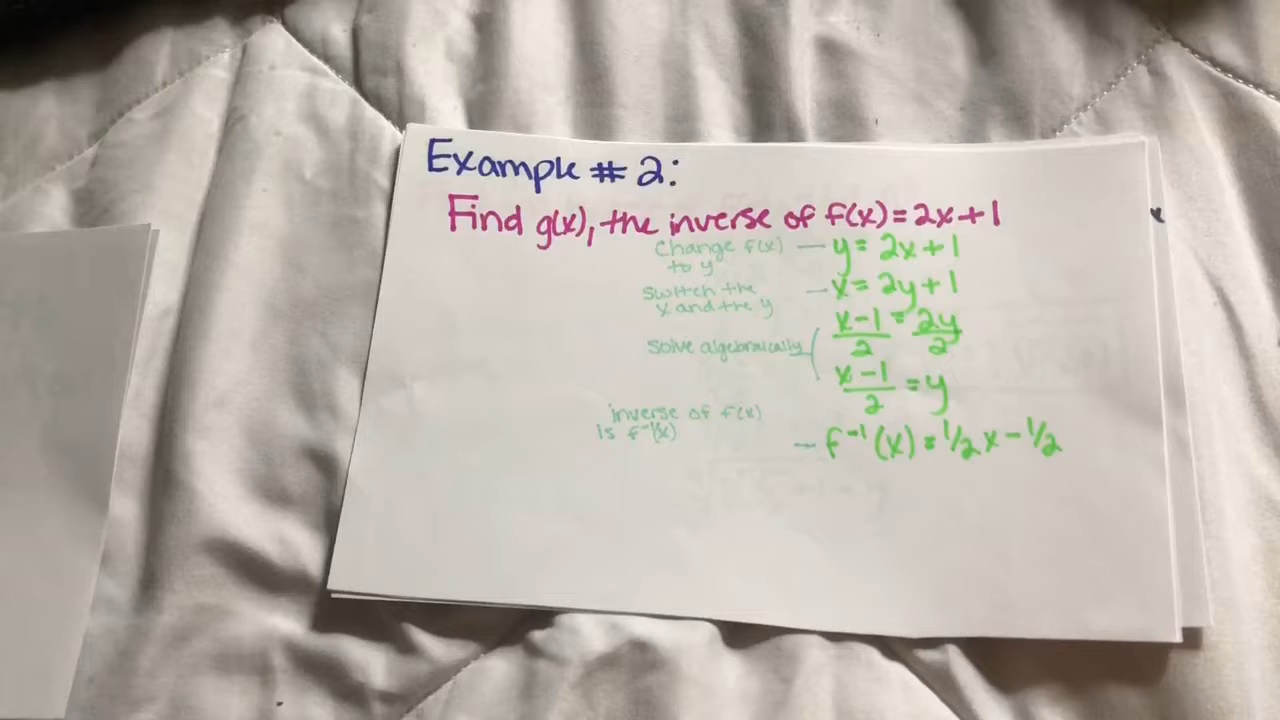 Example # 2:
Find g(x), the inverse of f(x)=2x+1
Change f(x) — y = 2x+1
to y
switch the — x = 2y+1
x and the y
x-1 = 2y
2 2
solve algebraically
x-1 = y
2
inverse of f(x)
is f⁻¹(x)
— f⁻¹(x) = 1/2 x - 1/2